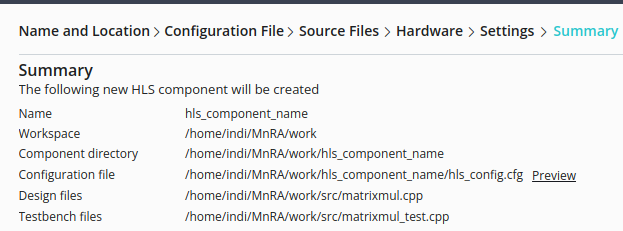 Name and Location > Configuration File > Source Files > Hardware > Settings > Summary
Summary
The following new HLS component will be created
Name hls_component_name
Workspace /home/indi/MnRA/work
Component directory /home/indi/MnRA/work/hls_component_name
Configuration file /home/indi/MnRA/work/hls_component_name/hls_config.cfg Preview
Design files /home/indi/MnRA/work/src/matrixmul.cpp
Testbench files /home/indi/MnRA/work/src/matrixmul_test.cpp